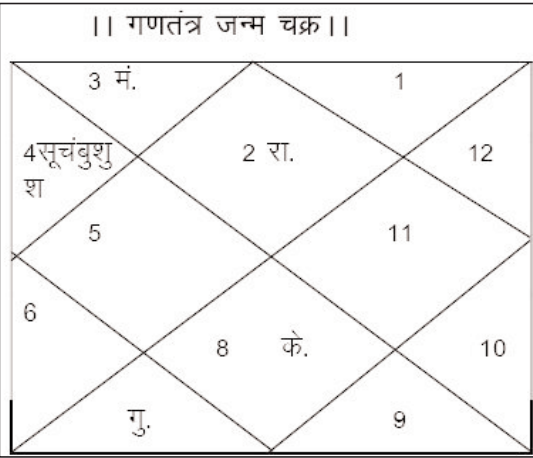 ।। गणतंत्र जन्म चक्र।।
3 मं.
1
4सूचंबुशु
श
2 रा.
12
5
11
6
8 के.
10
गु.
9